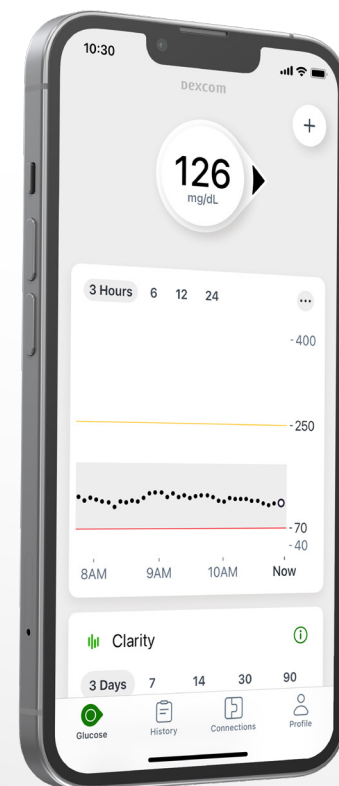 10:30
Dexcom
+
126
mg/dL
3 Hours 6 12 24
400
250
70
40
8AM 9AM 10AM Now
Clarity
3 Days 7 14 30 90
Glucose History Connections Profile